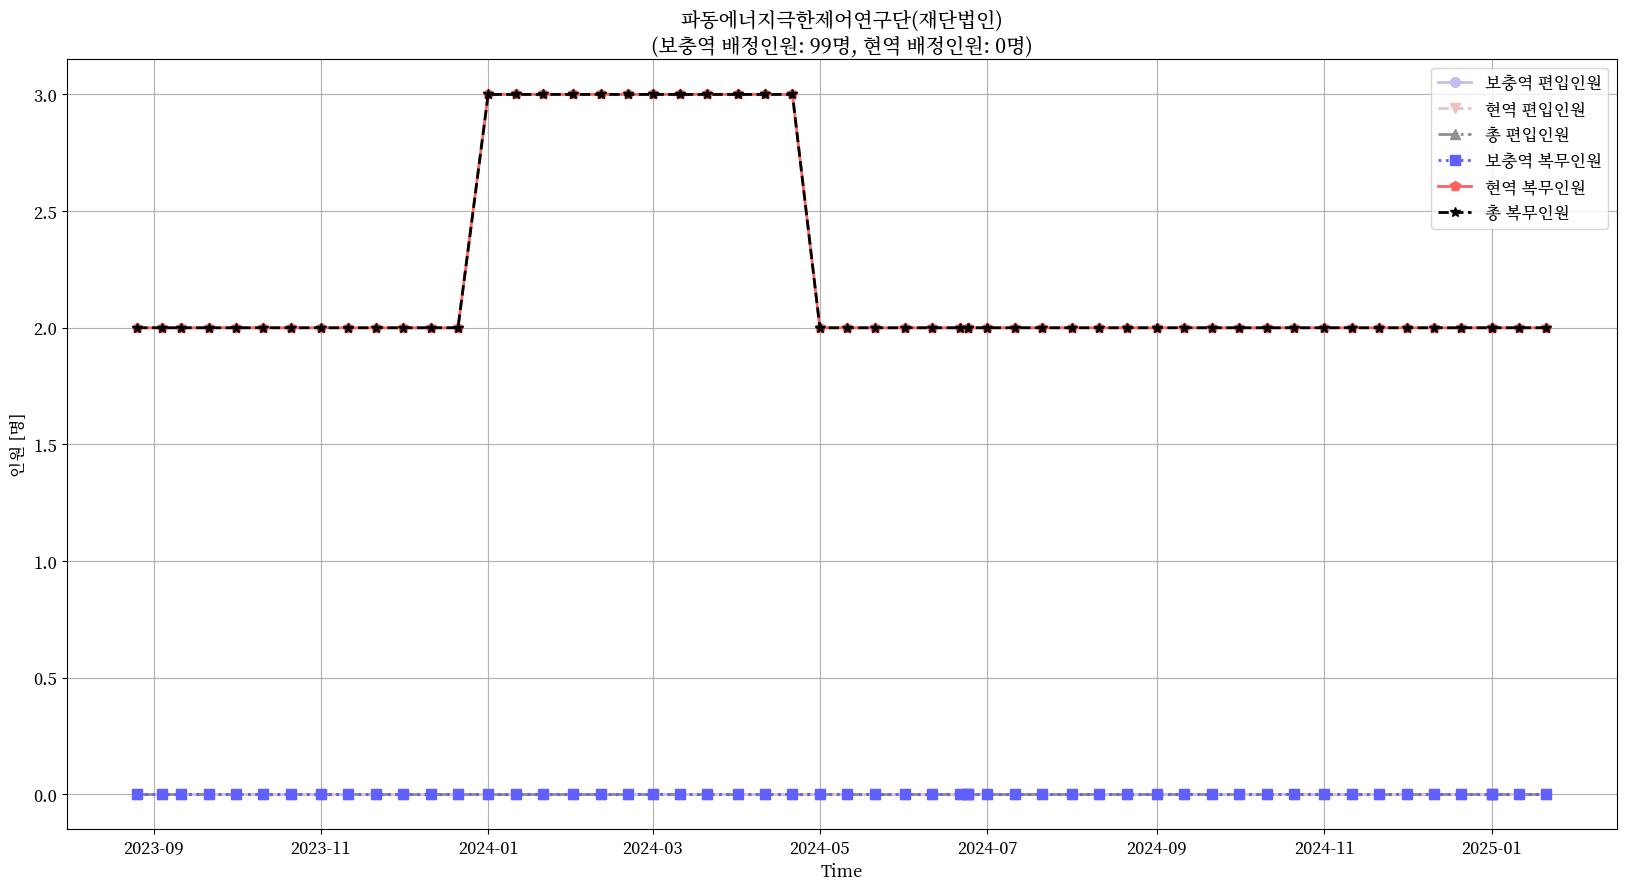 파동에너지극한제어연구단(재단법인)
(보충역 배정인원: 99명, 현역 배정인원: 0명)
보충역 편입인원
현역 편입인원
총 편입인원
보충역 복무인원
현역 복무인원
총 복무인원
인원 [명]
3.0
2.5
2.0
1.5
1.0
0.5
0.0
2023-09 2023-11 2024-01 2024-03 2024-05 2024-07 2024-09 2024-11 2025-01
Time